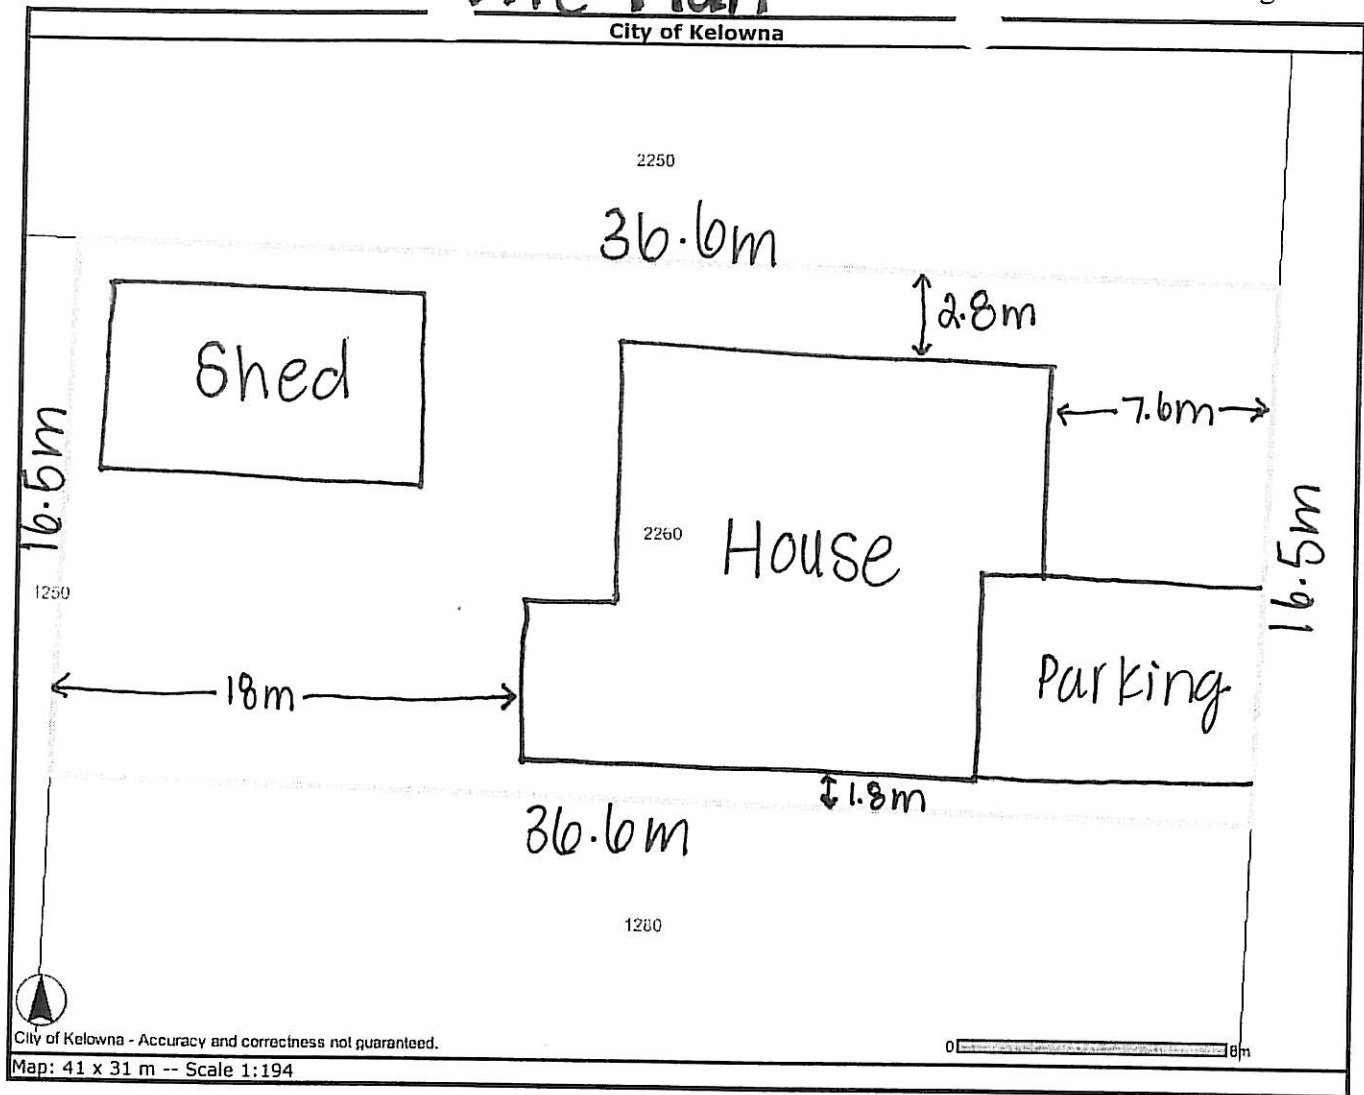 City of Kelowna
2250
36.6m
2.8m
Shed
7.6m
16.5m
2260
House
16.5m
1250
Parking
18m
1.8m
36.6m
1280
City of Kelowna - Accuracy and correctness not guaranteed.
0 8m
Map: 41 x 31 m -- Scale 1:194